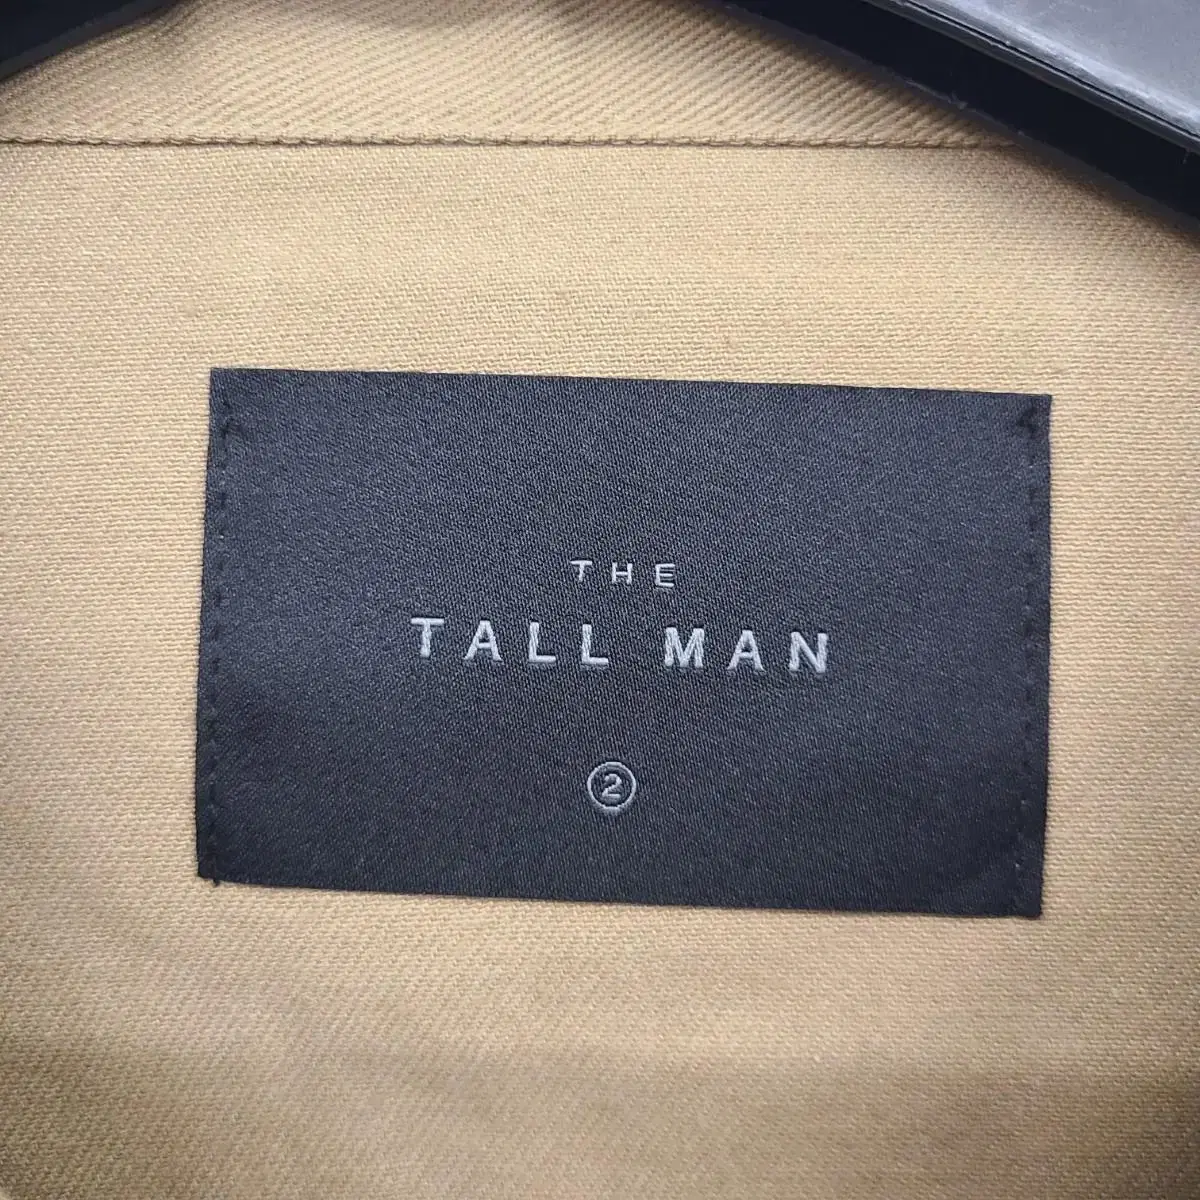 THE
TALL MAN
②